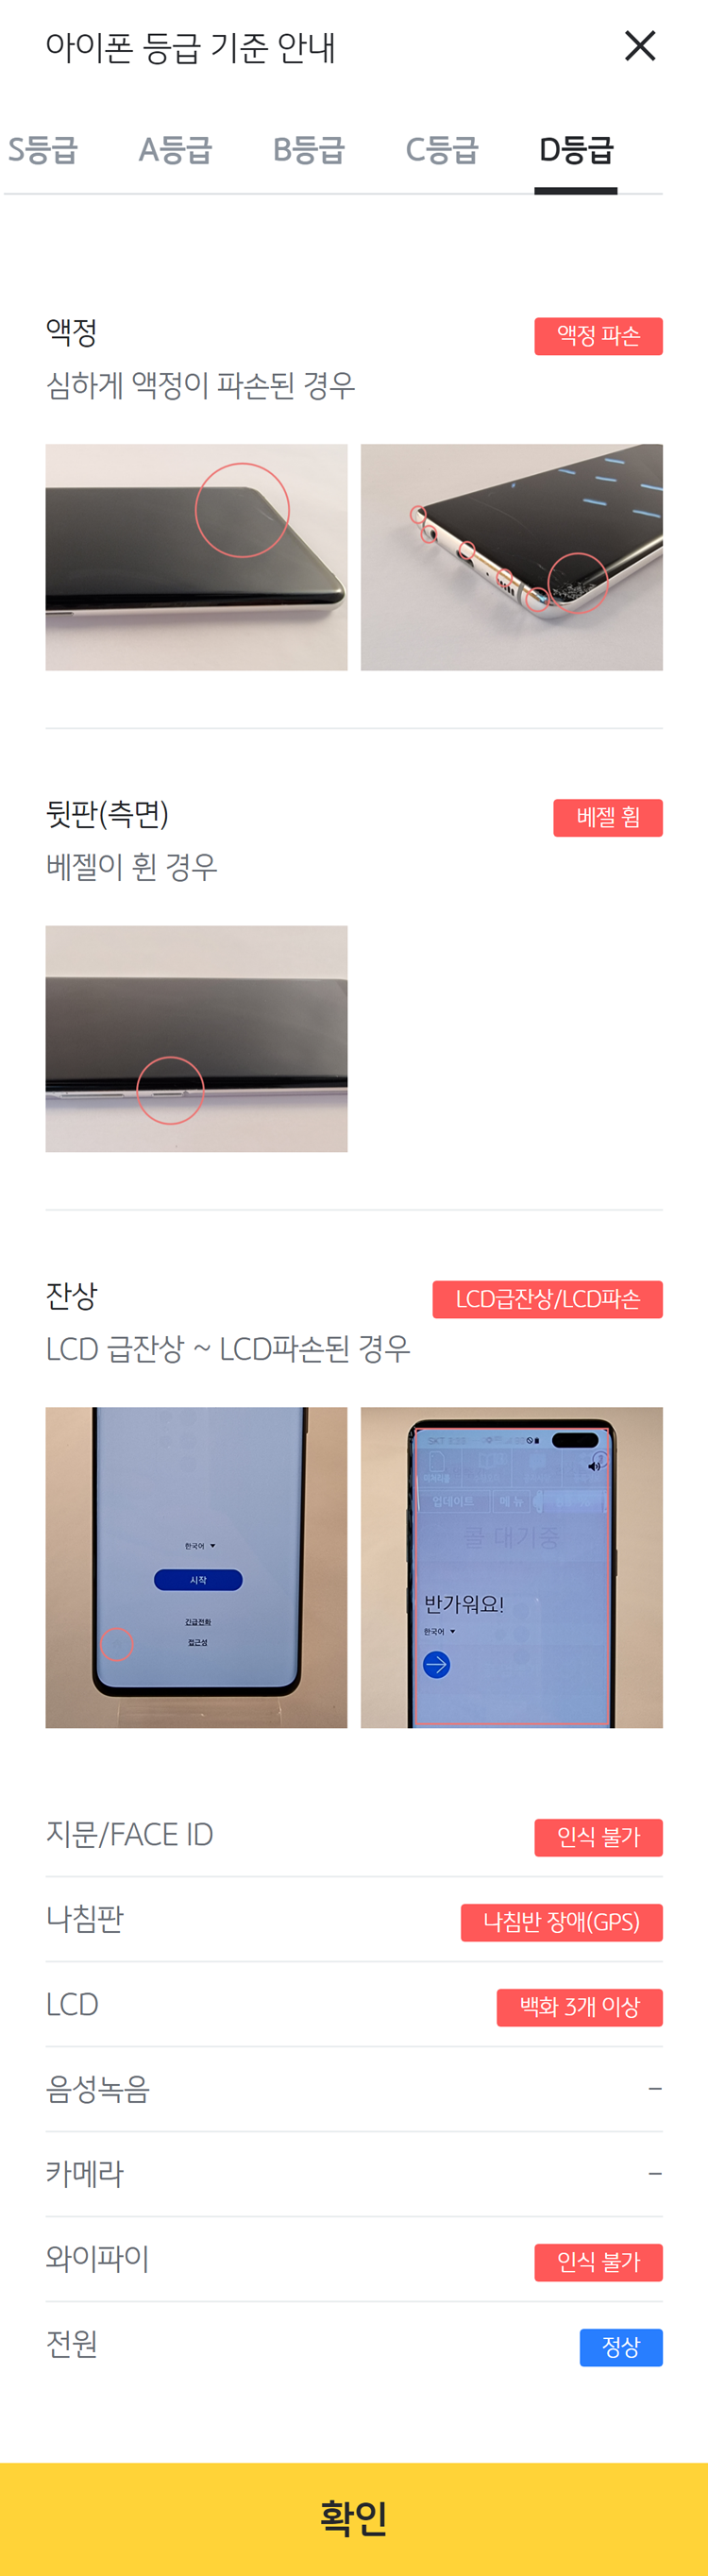 아이폰 등급 기준 안내
S등급 A등급 B등급 C등급 D등급
액정 액정 파손
심하게 액정이 파손된 경우
뒷판(측면) 베젤 휨
베젤이 휜 경우
잔상 LCD급잔상/LCD파손
LCD 급잔상 ~ LCD파손된 경우
한국어
시작
긴급전화
접근성
업데이트 메뉴
콜 대기중
반가워요!
한국어
지문/FACE ID 인식 불가
나침판 나침반 장애(GPS)
LCD 백화 3개 이상
음성녹음 -
카메라 -
와이파이 인식 불가
전원 정상
확인